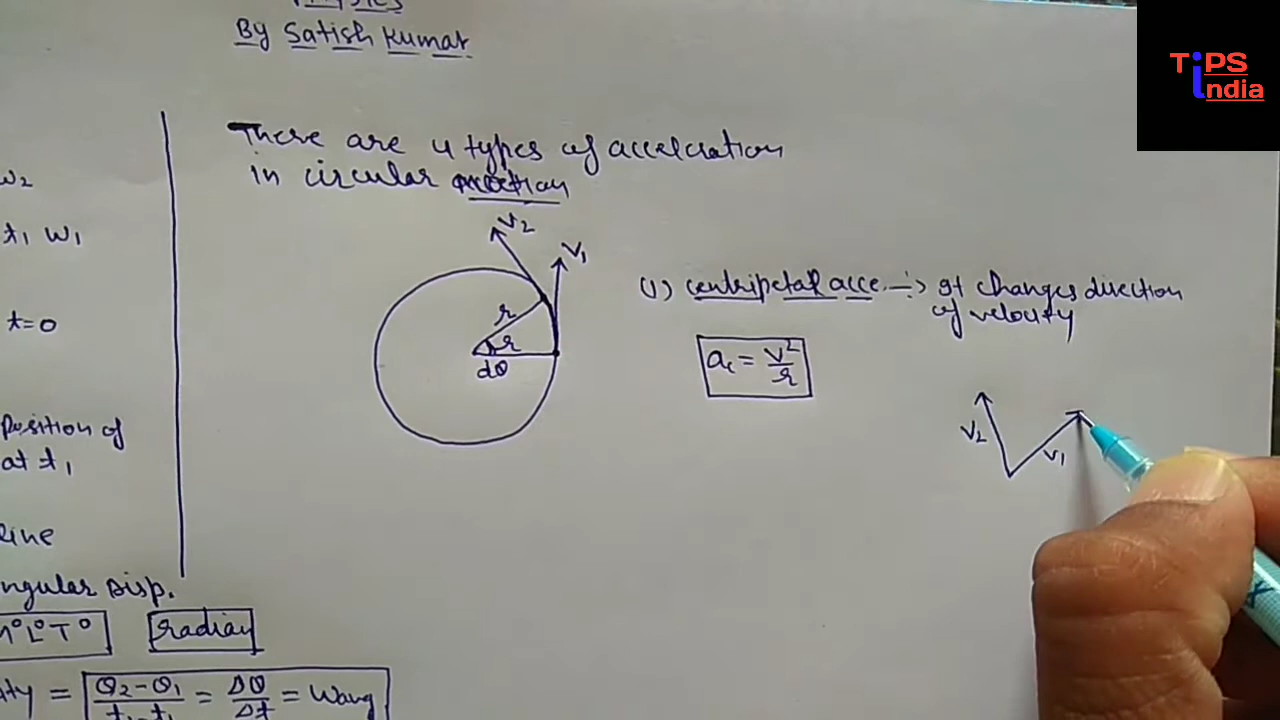 By Satish Kumar
TiPS
india
There are 4 types of acceleration
in circular motion
ω2
t1 ω1
t=0
Position of
at t1
line
ngular Disp.
M⁰L⁰T⁰
radian
ity = θ2-θ1 / t2-t1 = Δθ/Δt = ωavg
V2
V1
r
r
dθ
(1) centripetal acce. -:-> It changes direction
of velocity
ac = v²/r
V2
V1